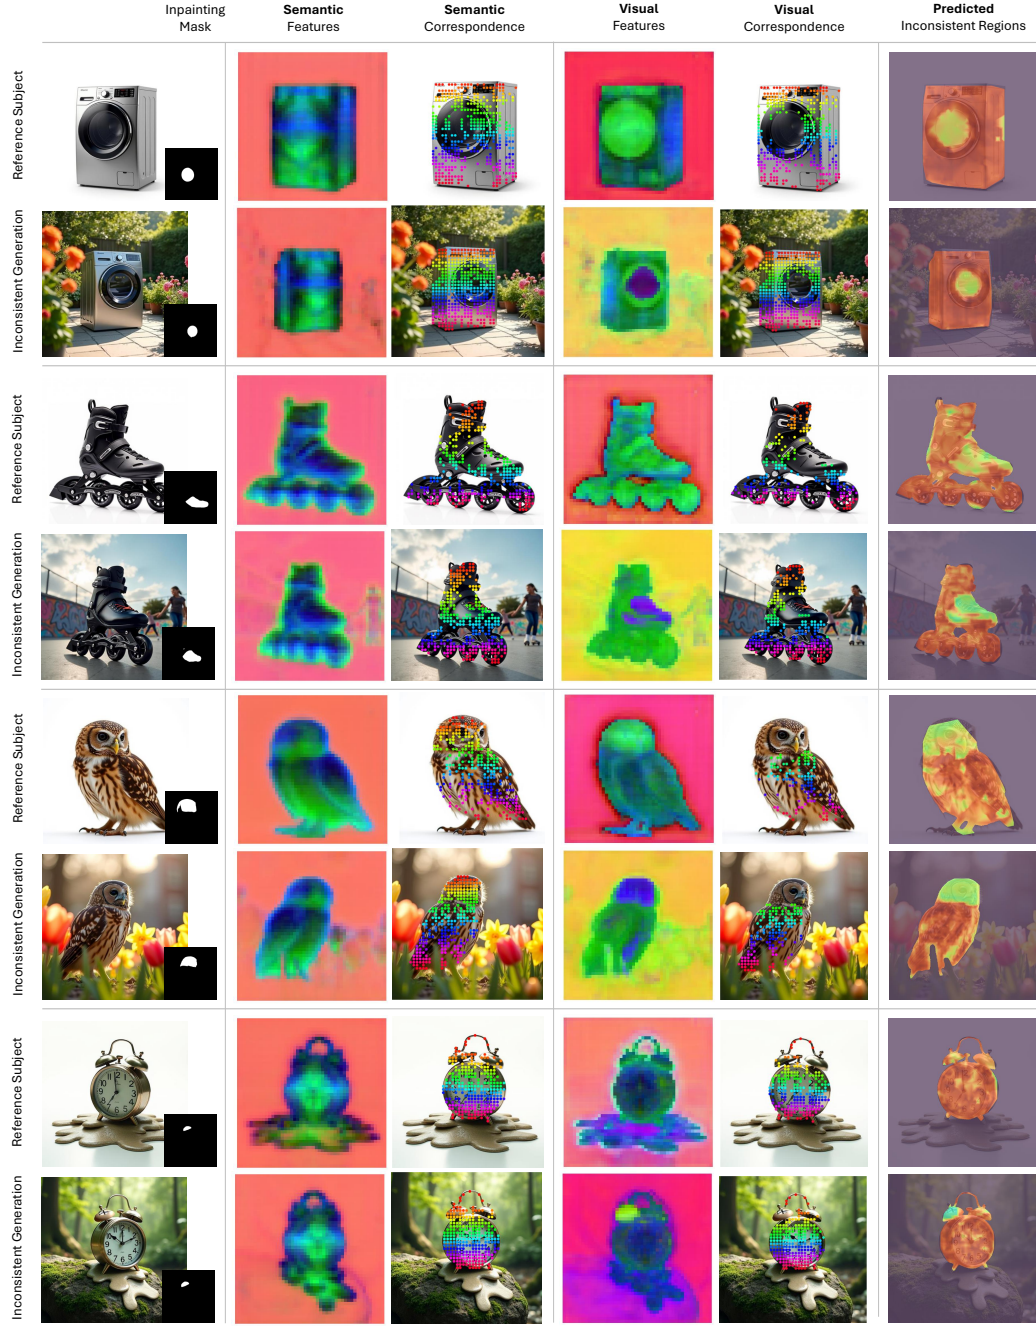 Inpainting
Mask
Semantic
Features
Semantic
Correspondence
Visual
Features
Visual
Correspondence
Predicted
Inconsistent Regions
Reference Subject
Inconsistent Generation
Reference Subject
Inconsistent Generation
Reference Subject
Inconsistent Generation
Reference Subject
Inconsistent Generation